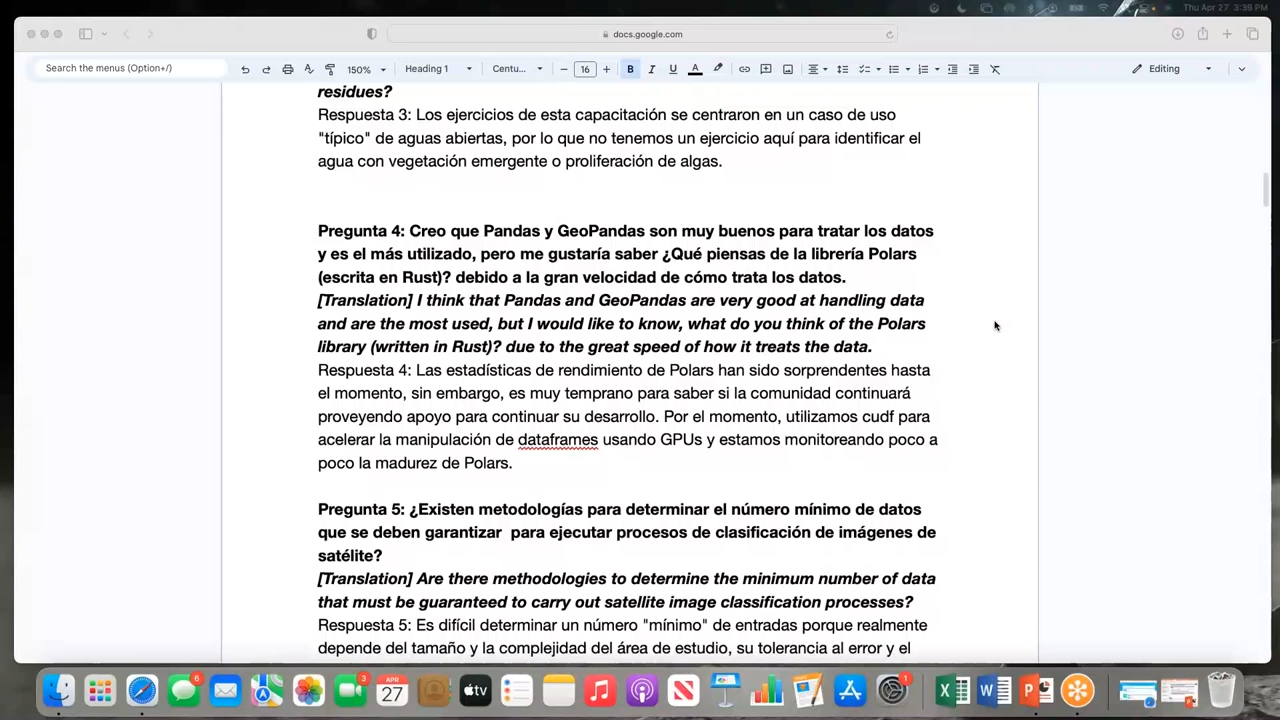 Thu Apr 27 3:39 PM
docs.google.com
Search the menus (Option+/)
150%
Heading 1
Centu...
16
B
I
U
A
Editing
residues?
Respuesta 3: Los ejercicios de esta capacitación se centraron en un caso de uso
"típico" de aguas abiertas, por lo que no tenemos un ejercicio aquí para identificar el
agua con vegetación emergente o proliferación de algas.
Pregunta 4: Creo que Pandas y GeoPandas son muy buenos para tratar los datos
y es el más utilizado, pero me gustaría saber ¿Qué piensas de la librería Polars
(escrita en Rust)? debido a la gran velocidad de cómo trata los datos.
[Translation] I think that Pandas and GeoPandas are very good at handling data
and are the most used, but I would like to know, what do you think of the Polars
library (written in Rust)? due to the great speed of how it treats the data.
Respuesta 4: Las estadísticas de rendimiento de Polars han sido sorprendentes hasta
el momento, sin embargo, es muy temprano para saber si la comunidad continuará
proveyendo apoyo para continuar su desarrollo. Por el momento, utilizamos cudf para
acelerar la manipulación de dataframes usando GPUs y estamos monitoreando poco a
poco la madurez de Polars.
Pregunta 5: ¿Existen metodologías para determinar el número mínimo de datos
que se deben garantizar  para ejecutar procesos de clasificación de imágenes de
satélite?
[Translation] Are there methodologies to determine the minimum number of data
that must be guaranteed to carry out satellite image classification processes?
Respuesta 5: Es difícil determinar un número "mínimo" de entradas porque realmente
depende del tamaño y la complejidad del área de estudio, su tolerancia al error y el
6
3
APR
27
tv
1